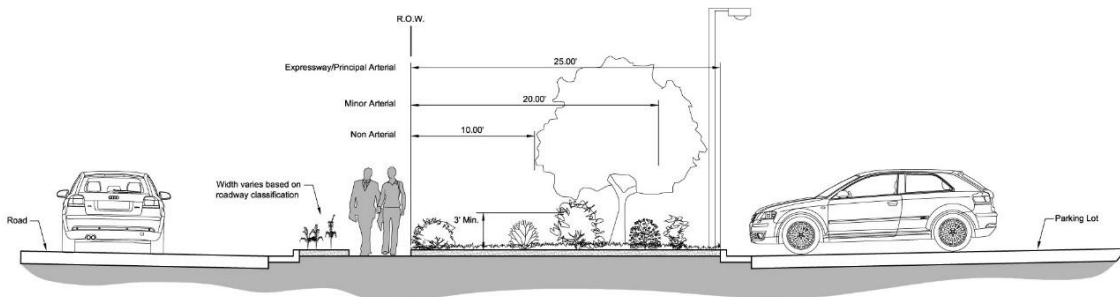 R.O.W.
Expressway/Principal Arterial
25.00'
Minor Arterial
20.00'
Non Arterial
10.00'
Width varies based on
roadway classification
3' Min.
Road
Parking Lot